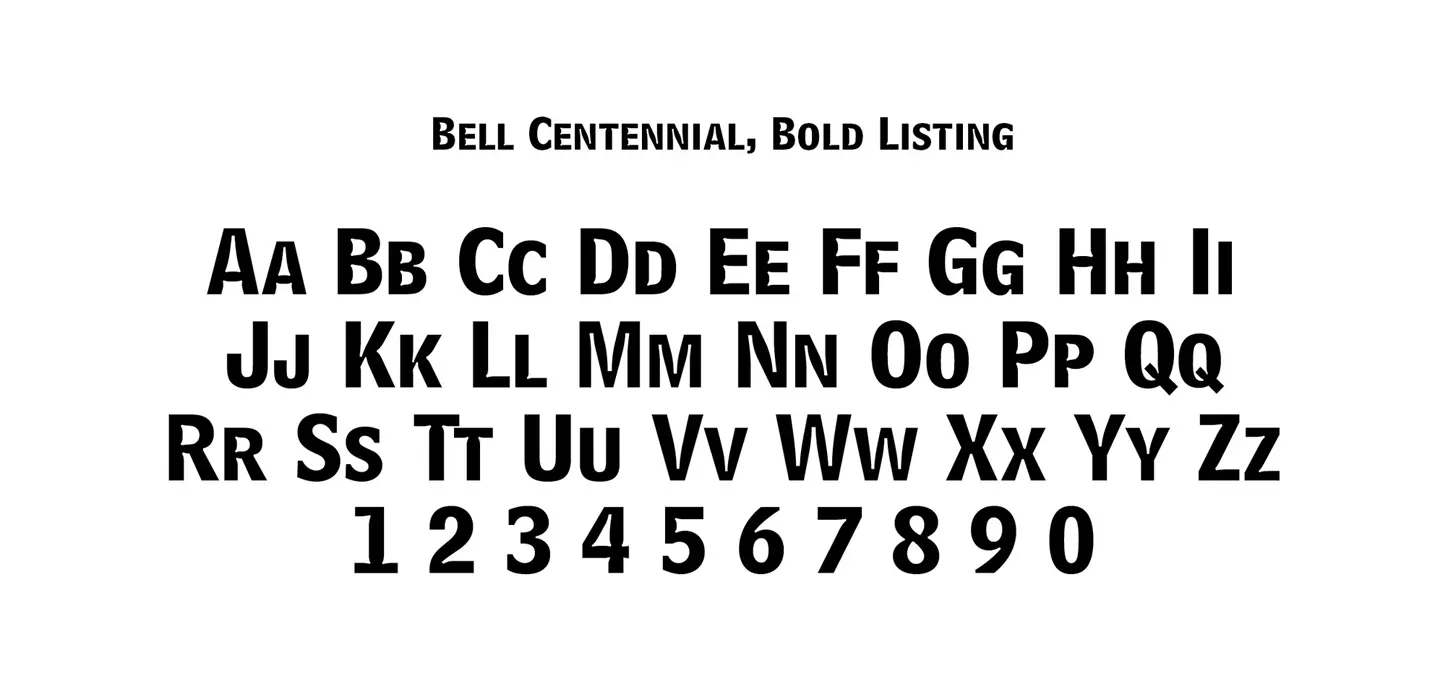 Bell Centennial, Bold Listing
Aa Bb Cc Dd Ee Ff Gg Hh Ii
Jj Kk Ll Mm Nn Oo Pp Qq
Rr Ss Tt Uu Vv Ww Xx Yy Zz
1 2 3 4 5 6 7 8 9 0